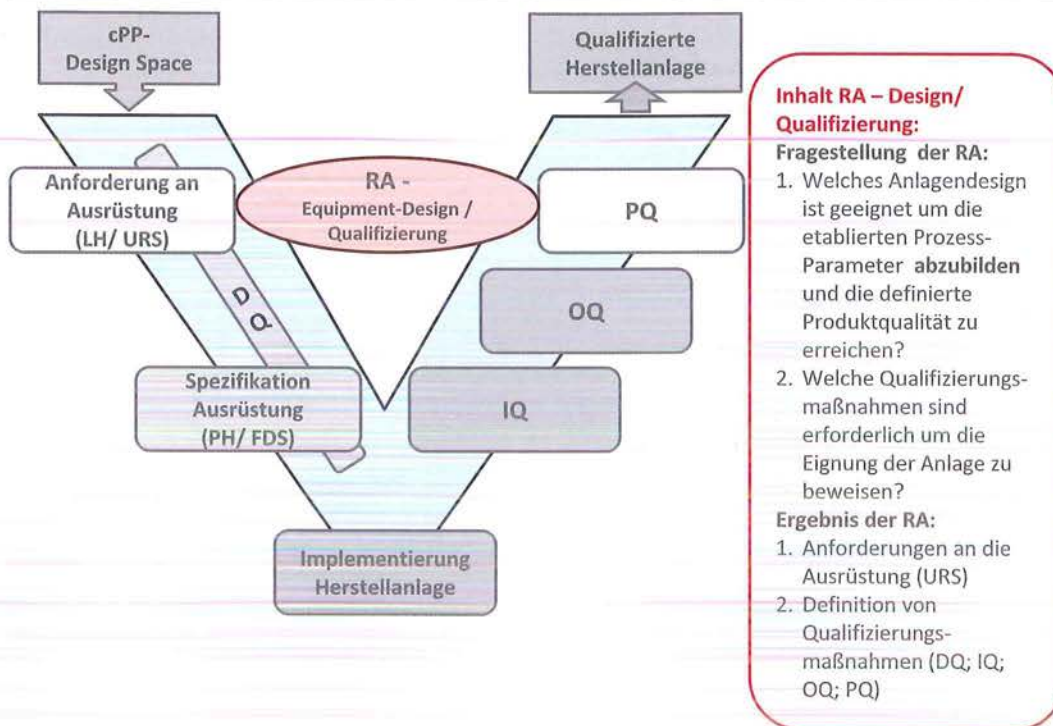 cPP-
Design Space
Qualifizierte
Herstellanlage
Anforderung an
Ausrüstung
(LH/ URS)
RA -
Equipment-Design /
Qualifizierung
PQ
DQ
OQ
Spezifikation
Ausrüstung
(PH/ FDS)
IQ
Implementierung
Herstellanlage
Inhalt RA – Design/
Qualifizierung:
Fragestellung der RA:
1. Welches Anlagendesign
ist geeignet um die
etablierten Prozess-
Parameter abzubilden
und die definierte
Produktqualität zu
erreichen?
2. Welche Qualifizierungs-
maßnahmen sind
erforderlich um die
Eignung der Anlage zu
beweisen?
Ergebnis der RA:
1. Anforderungen an die
Ausrüstung (URS)
2. Definition von
Qualifizierungs-
maßnahmen (DQ; IQ;
OQ; PQ)